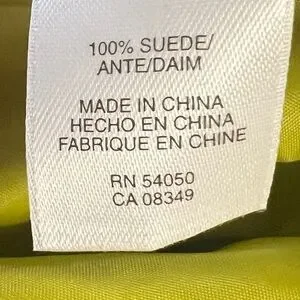 100% SUEDE/
ANTE/DAIM
MADE IN CHINA
HECHO EN CHINA
FABRIQUE EN CHINE
RN 54050
CA 08349